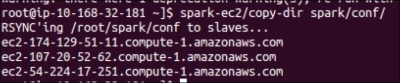 root@ip-10-168-32-181 ~]$ spark-ec2/copy-dir spark/conf/
RSYNC'ing /root/spark/conf to slaves...
ec2-174-129-51-11.compute-1.amazonaws.com
ec2-107-20-52-62.compute-1.amazonaws.com
ec2-54-224-17-251.compute-1.amazonaws.com